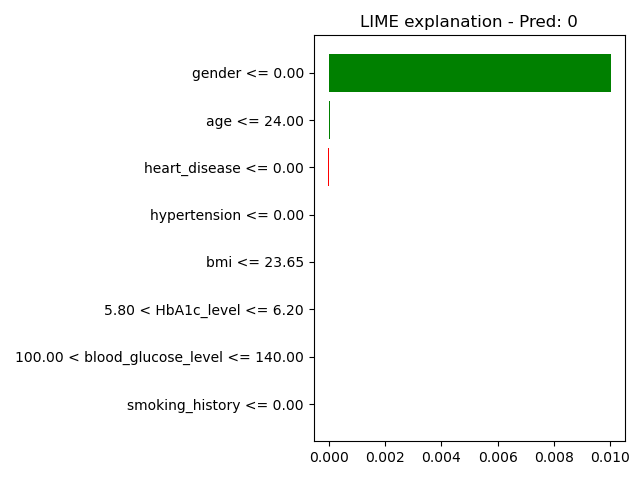 LIME explanation - Pred: 0
gender <= 0.00
age <= 24.00
heart_disease <= 0.00
hypertension <= 0.00
bmi <= 23.65
5.80 < HbA1c_level <= 6.20
100.00 < blood_glucose_level <= 140.00
smoking_history <= 0.00
0.000 0.002 0.004 0.006 0.008 0.010